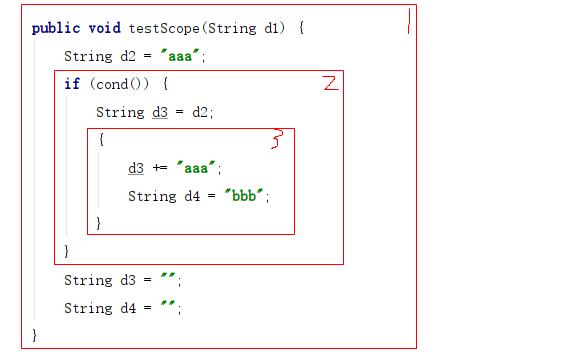 1
public void testScope(String d1) {
String d2 = "aaa";
if (cond()) {
2
String d3 = d2;
{
3
d3 += "aaa";
String d4 = "bbb";
}
}
String d3 = "";
String d4 = "";
}